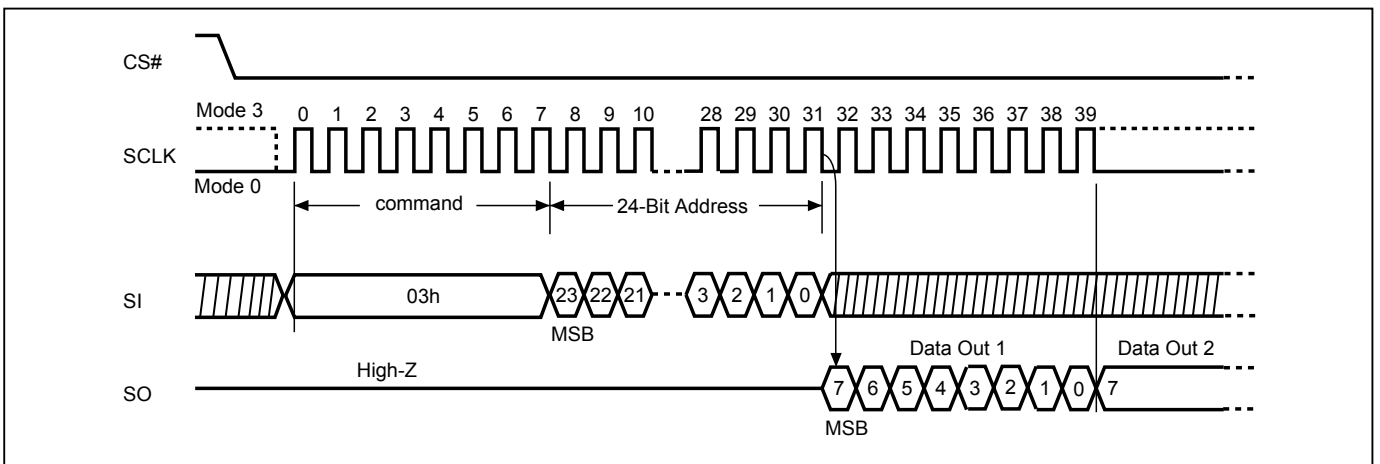 CS#
Mode 3
0 1 2 3 4 5 6 7 8 9 10 28 29 30 31 32 33 34 35 36 37 38 39
SCLK
Mode 0
command 24-Bit Address
SI
03h 23 22 21 3 2 1 0
MSB
Data Out 1 Data Out 2
High-Z
SO
7 6 5 4 3 2 1 0 7
MSB